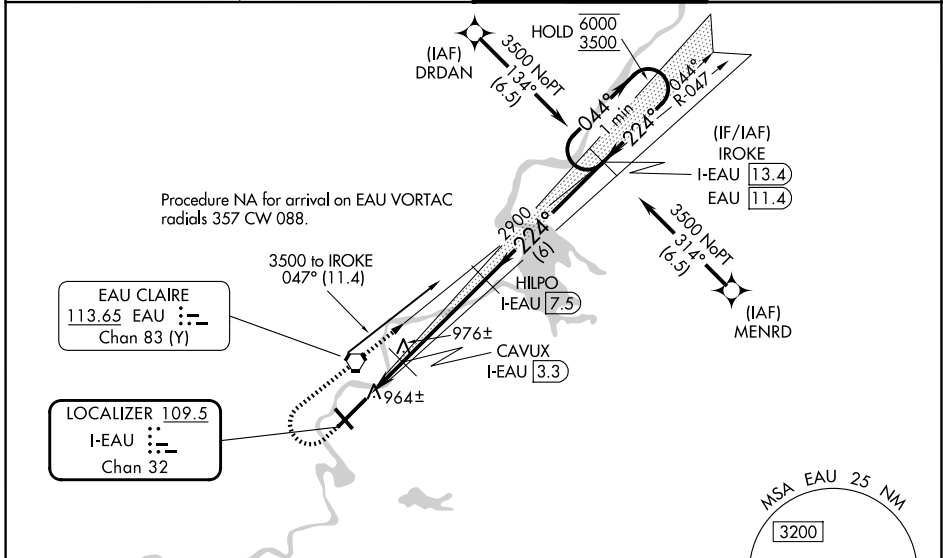 HOLD 6000
3500
(IAF)
DRDAN
3500 NoPT
134°
(6.5)
044°
1 min
224°
044°
R-047
(IF/IAF)
IROKE
I-EAU 13.4
EAU 11.4
Procedure NA for arrival on EAU VORTAC
radials 357 CW 088.
2900
224°
(6)
3500 NoPT
314°
(6.5)
3500 to IROKE
047° (11.4)
HILPO
I-EAU 7.5
(IAF)
MENRD
EAU CLAIRE
113.65 EAU
Chan 83 (Y)
976±
CAVUX
I-EAU 3.3
964±
LOCALIZER 109.5
I-EAU
Chan 32
MSA EAU 25 NM
3200